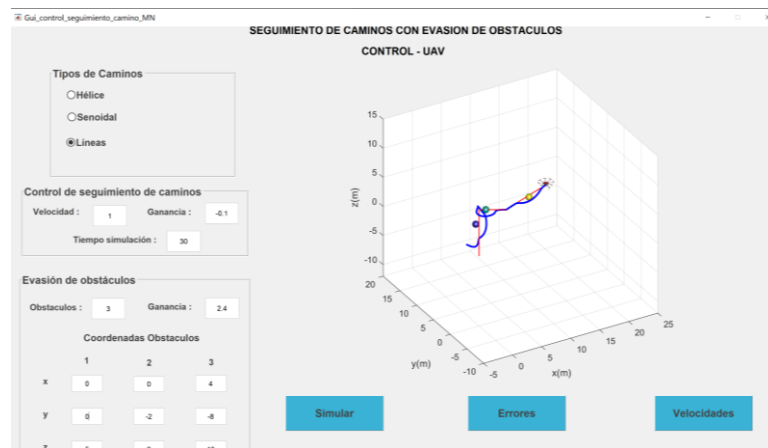 Gui_control_seguimiento_camino_MN
SEGUIMIENTO DE CAMINOS CON EVASION DE OBSTACULOS
CONTROL - UAV
Tipos de Caminos
Hélice
Senoidal
Líneas
Control de seguimiento de caminos
Velocidad : 1 Ganancia : -0.1
Tiempo simulación : 30
Evasión de obstáculos
Obstaculos : 3 Ganancia : 2.4
Coordenadas Obstaculos
1 2 3
x 0 0 4
y 0 -2 -8
z
15
10
5
0
-5
-10
z(m)
20
15
10
5
0
-5
-10
y(m)
-5
0
5
10
15
20
25
x(m)
Simular Errores Velocidades